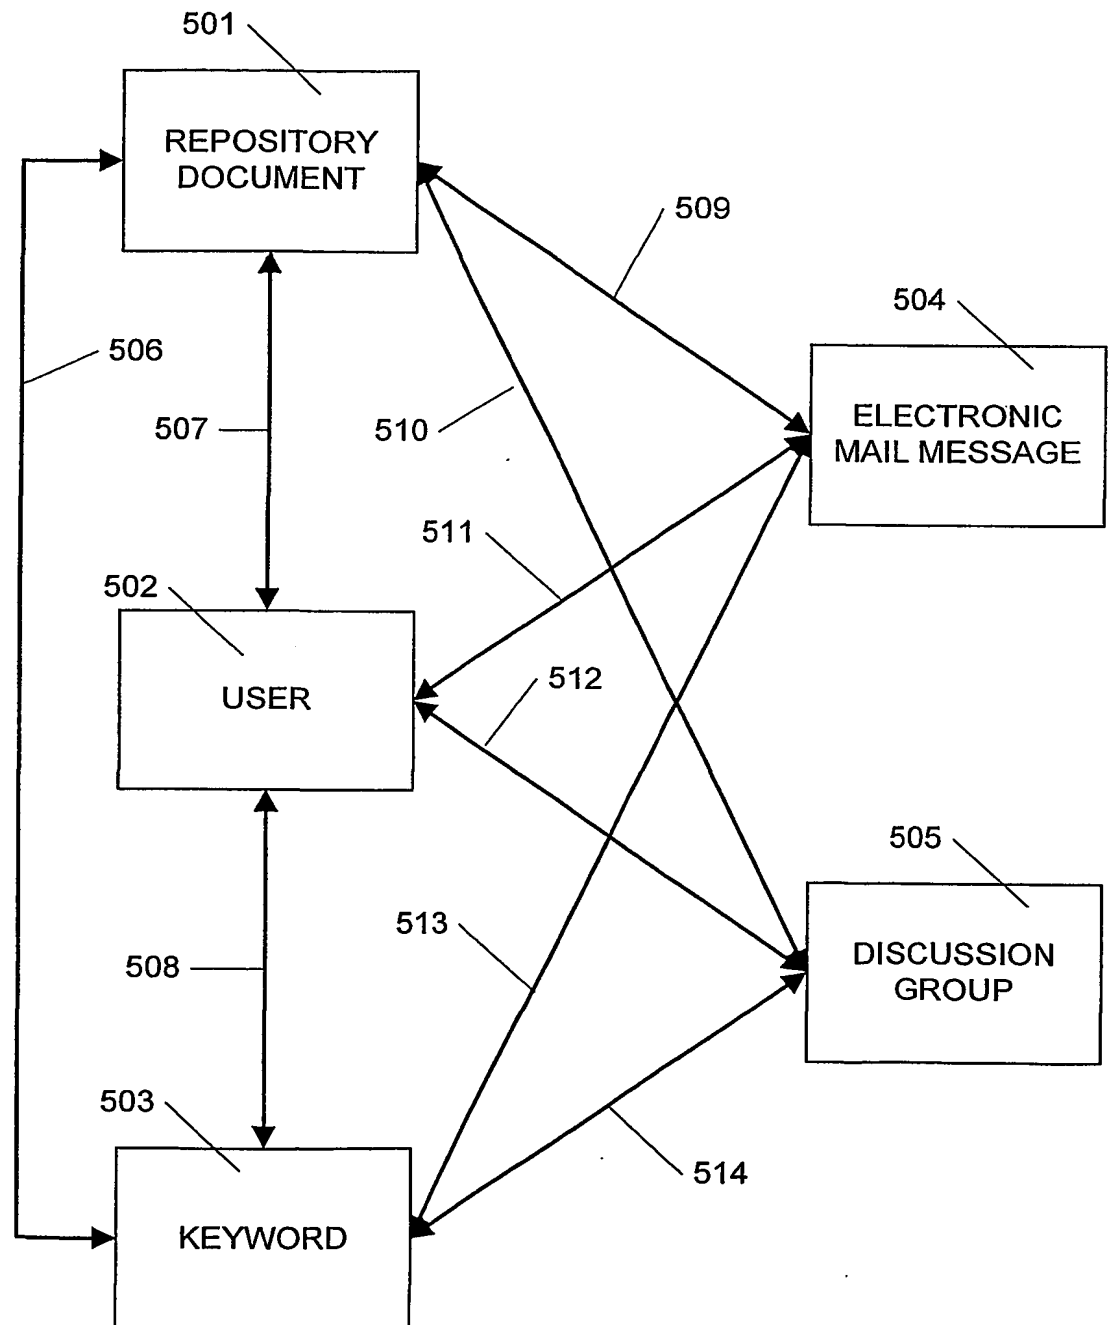 501
REPOSITORY
DOCUMENT
509
504
506
507
510
ELECTRONIC
MAIL MESSAGE
511
502
USER
512
505
513
508
DISCUSSION
GROUP
503
514
KEYWORD